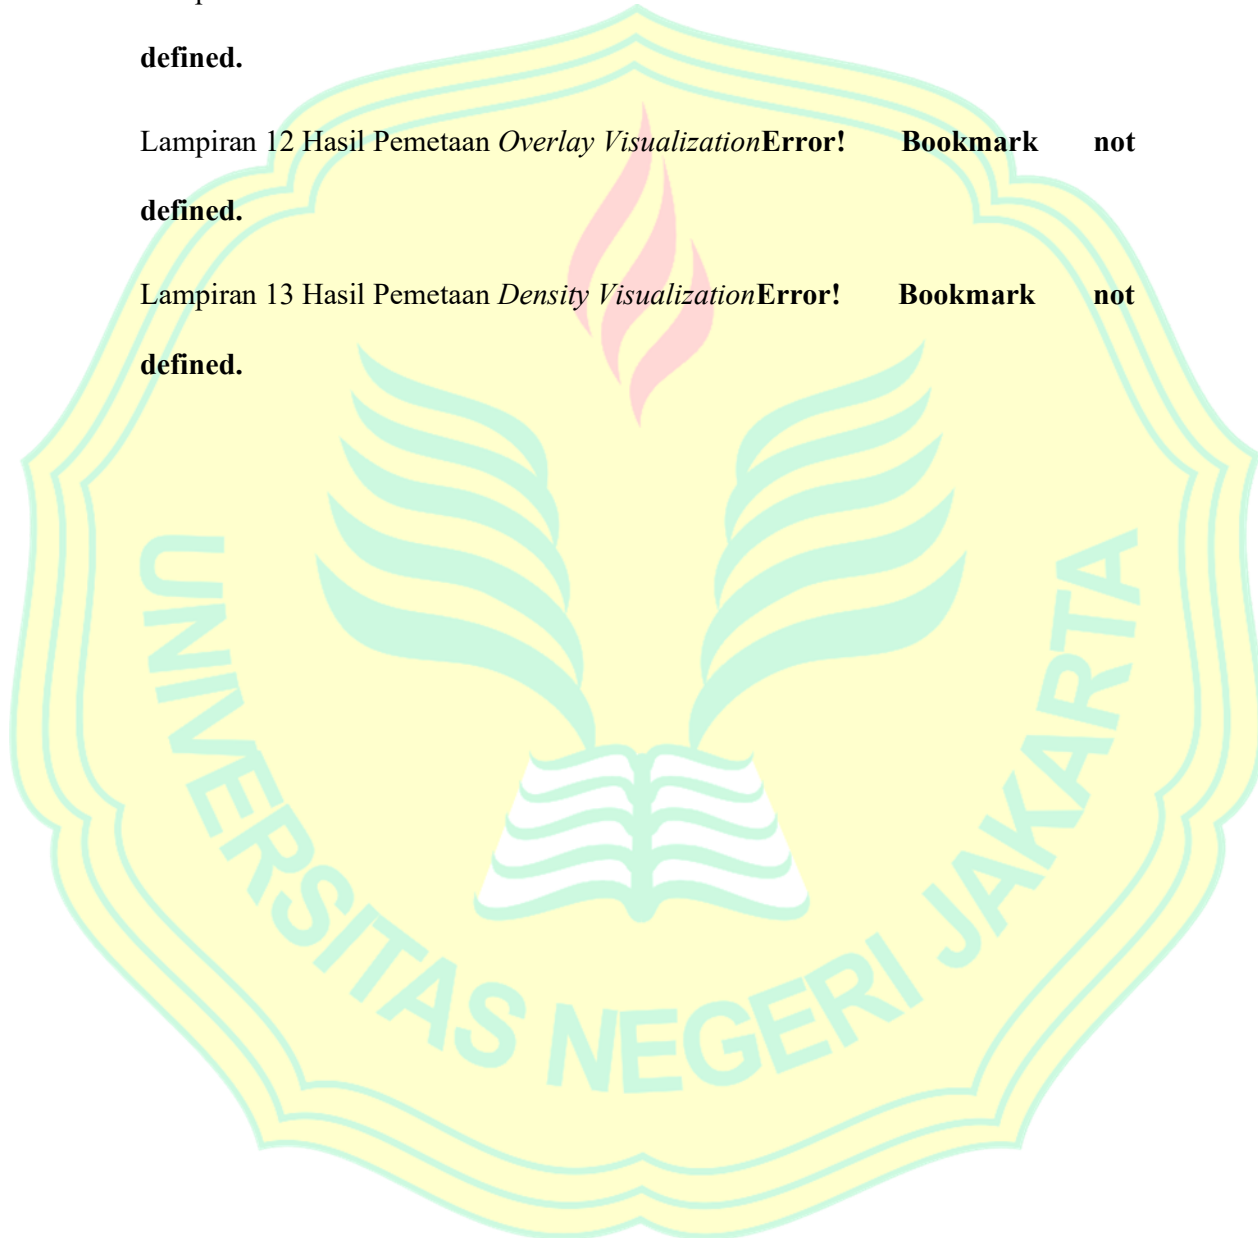 defined.
Lampiran 12 Hasil Pemetaan Overlay VisualizationError! Bookmark not
defined.
Lampiran 13 Hasil Pemetaan Density VisualizationError! Bookmark not
defined.
UNIVERSITAS NEGERI JAKARTA